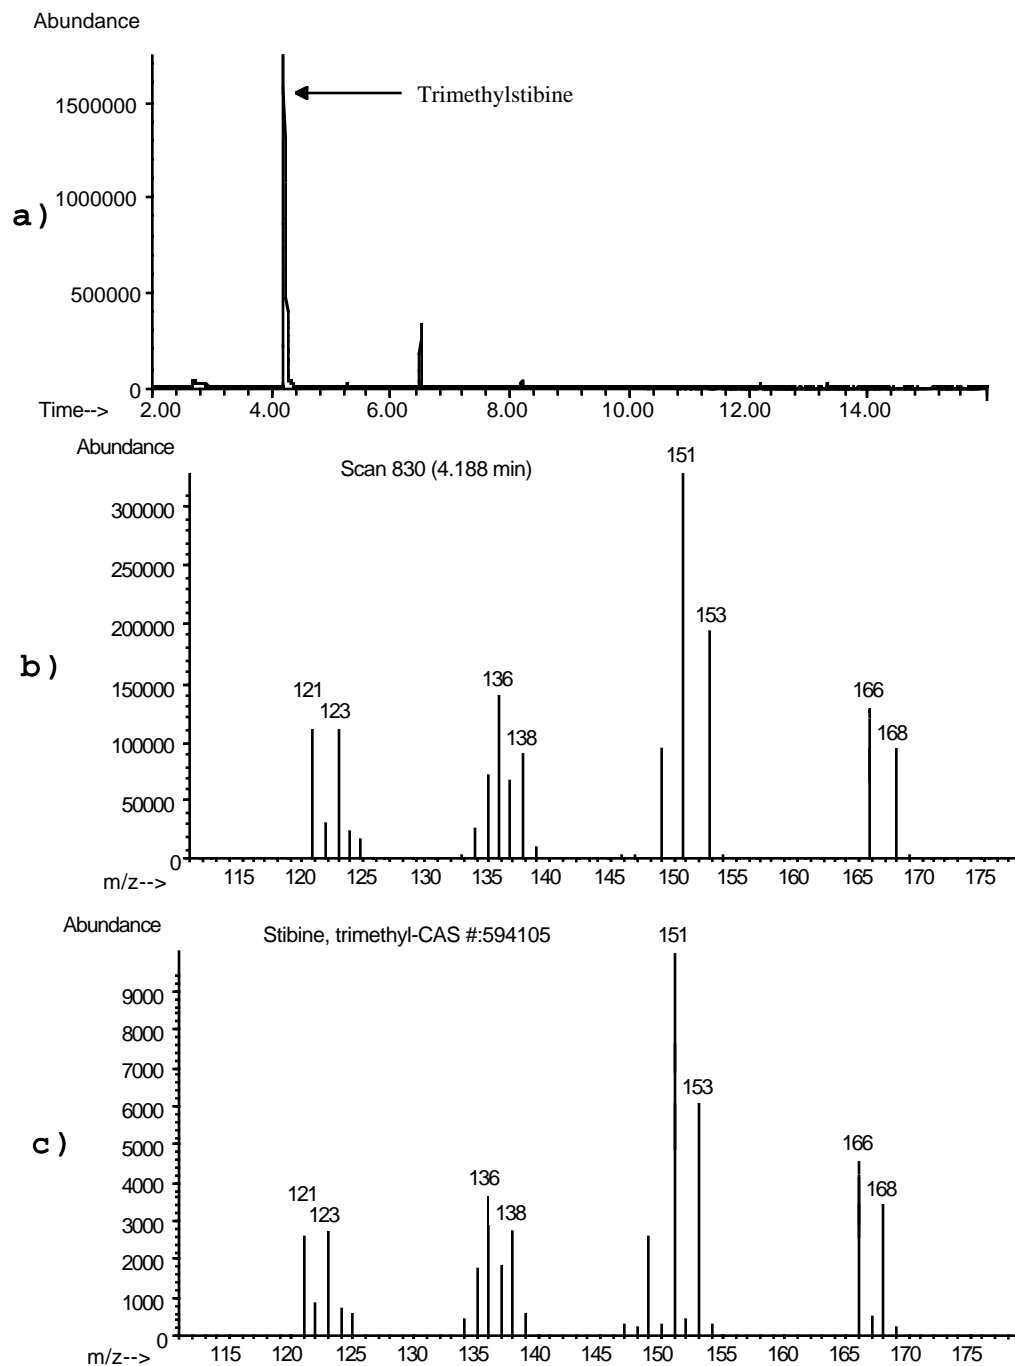 Abundance
Trimethylstibine
1500000
1000000
a)
500000
0
Time-->
2.00 4.00 6.00 8.00 10.00 12.00 14.00
Abundance
Scan 830 (4.188 min)
151
300000
250000
200000
153
b)
150000
136
121
123
166
138
168
100000
50000
0
m/z-->
115 120 125 130 135 140 145 150 155 160 165 170 175
Abundance
Stibine, trimethyl-CAS #:594105
151
9000
8000
7000
153
6000
5000
c)
166
4000
136
121
168
123
138
3000
2000
1000
0
m/z-->
115 120 125 130 135 140 145 150 155 160 165 170 175